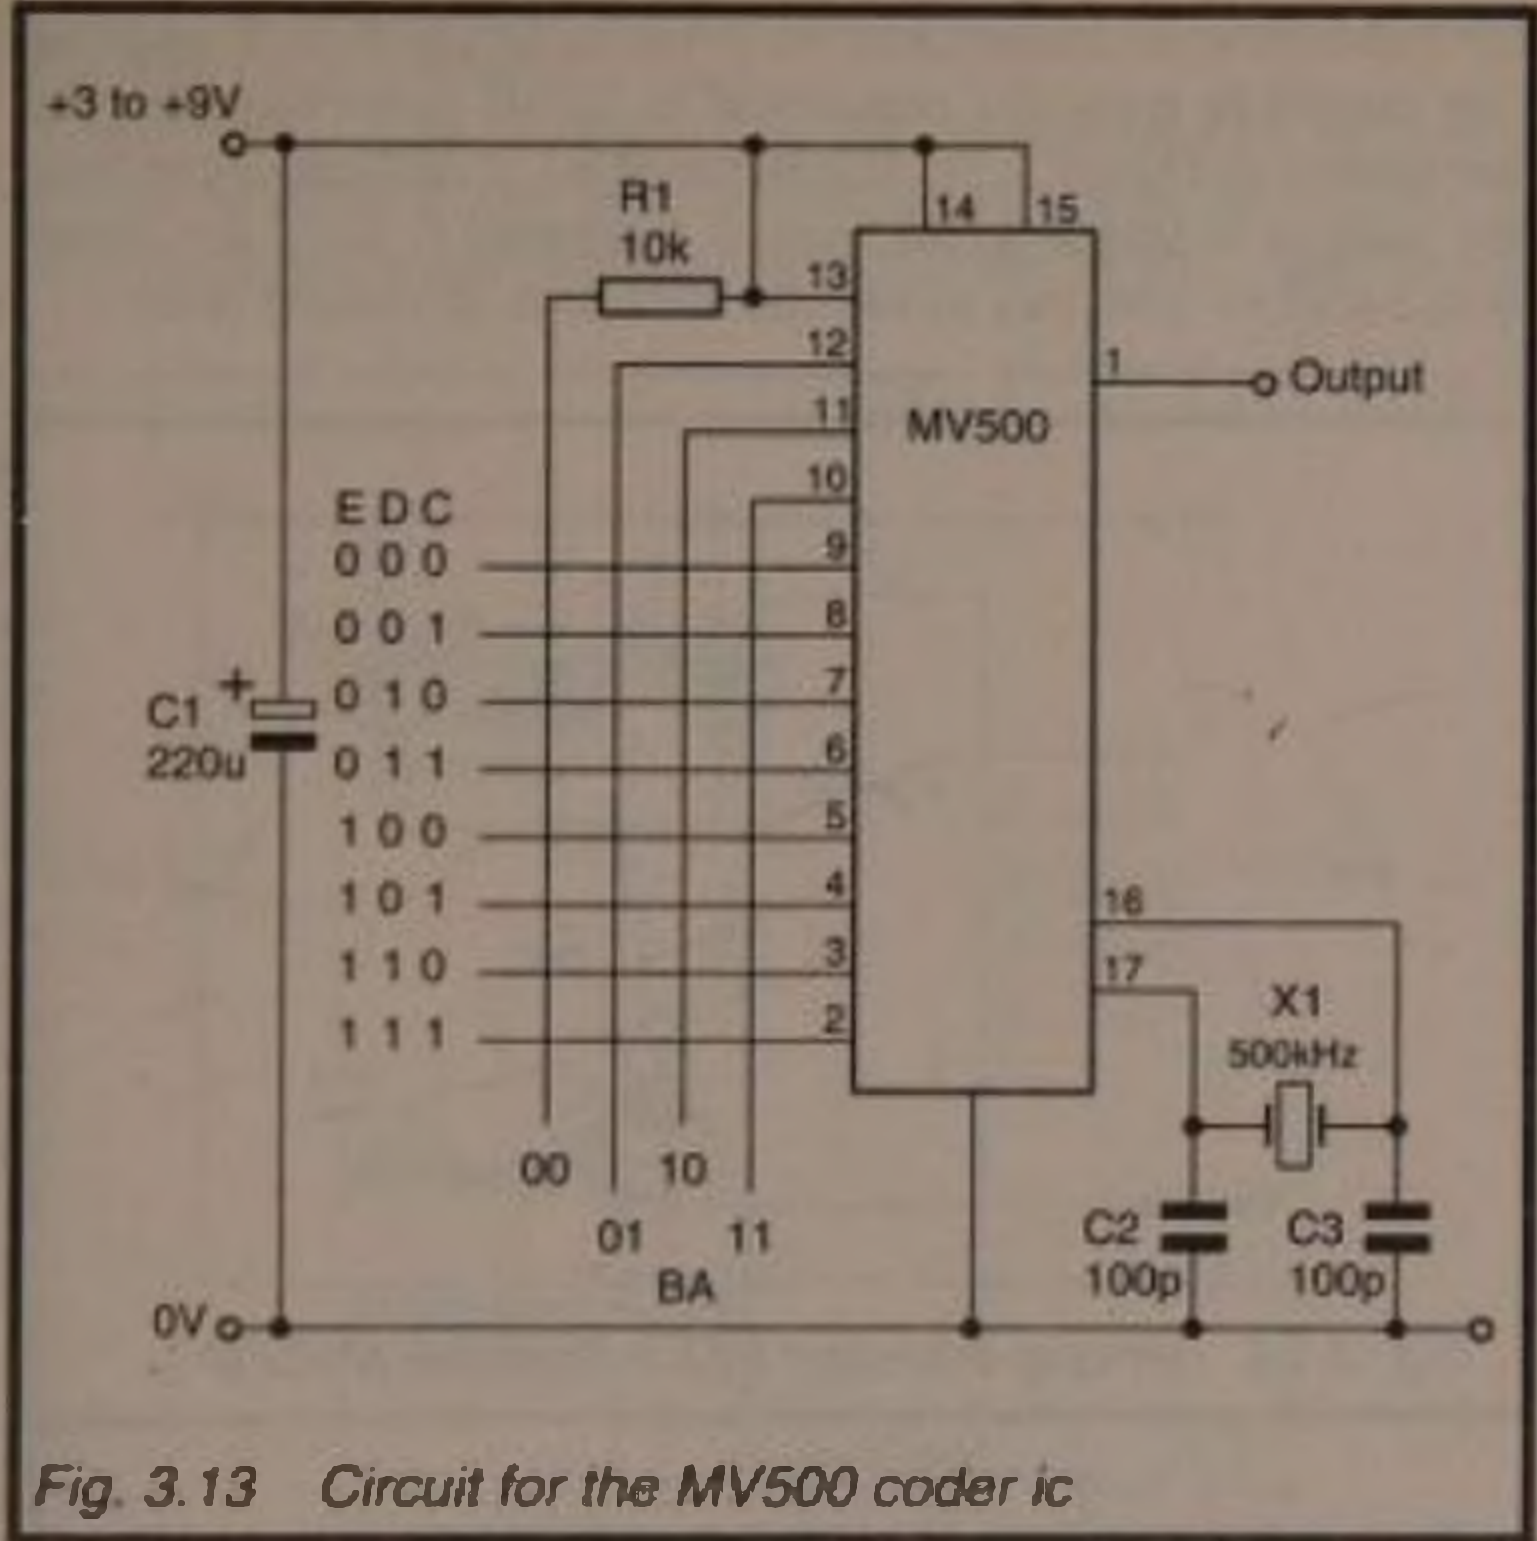 +3 to +9V
R1
10k
14
15
13
12
11
10
9
8
7
6
5
4
3
2
MV500
1
Output
E D C
0 0 0
0 0 1
0 1 0
0 1 1
1 0 0
1 0 1
1 1 0
1 1 1
+
C1
220u
16
17
X1
500kHz
00
10
01
11
BA
C2
100p
C3
100p
0V
Fig. 3.13 Circuit for the MV500 coder ic